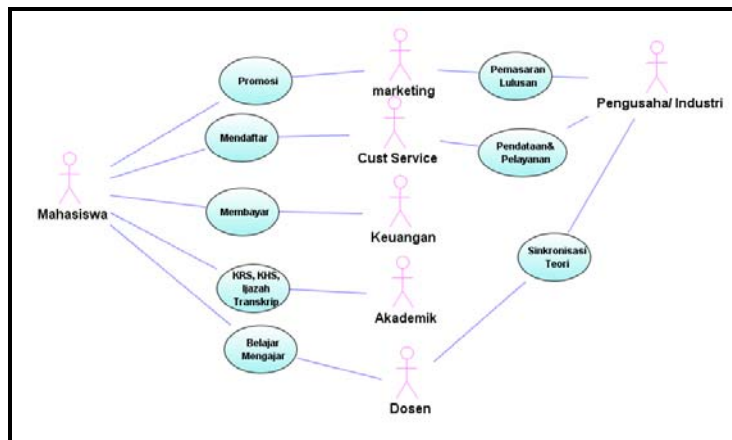 Promosi
marketing
Pemasaran
Lulusan
Pengusaha/ Industri
Mendaftar
Cust Service
Pendataan&
Pelayanan
Mahasiswa
Membayar
Keuangan
Sinkronisasi
Teori
KRS, KHS,
Ijazah
Transkrip
Akademik
Belajar
Mengajar
Dosen